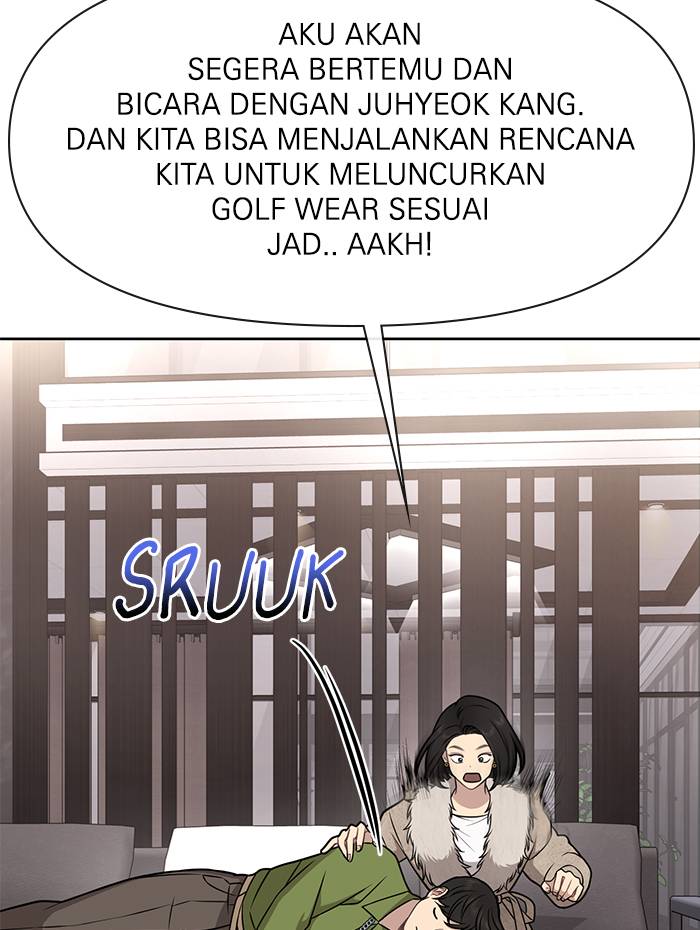 AKU AKAN
SEGERA BERTEMU DAN
BICARA DENGAN JUHYEOK KANG.
DAN KITA BISA MENJALANKAN RENCANA
KITA UNTUK MELUNCURKAN
GOLF WEAR SESUAI
JAD.. AAKH!
SRUUK